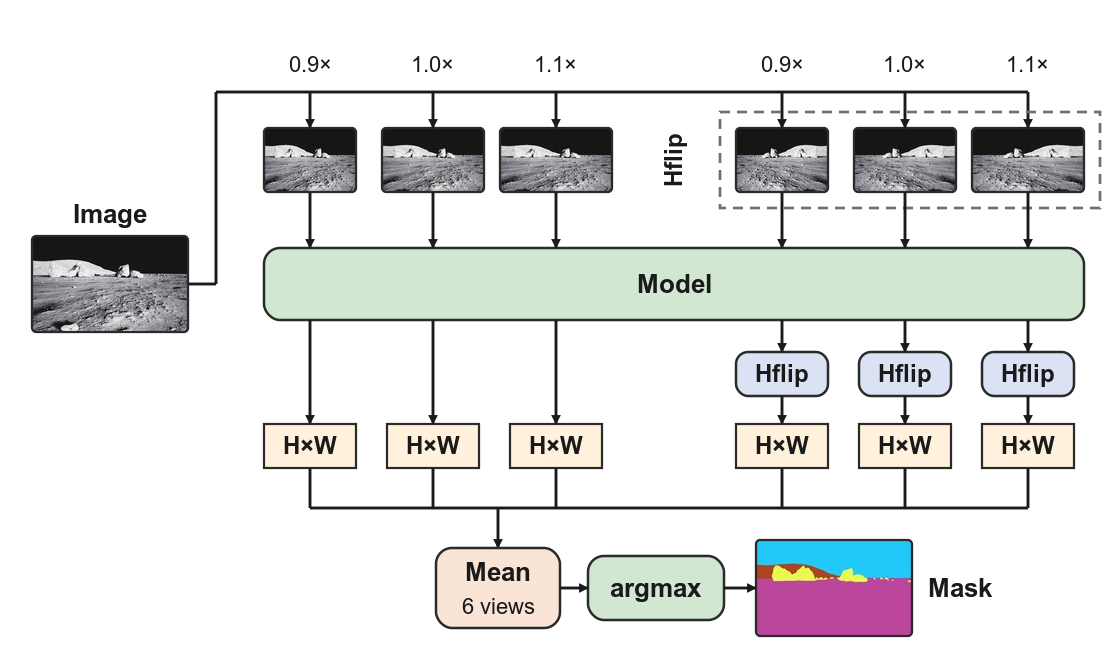 0.9×
1.0×
1.1×
0.9×
1.0×
1.1×
Hflip
Image
Model
Hflip
Hflip
Hflip
H×W
H×W
H×W
H×W
H×W
H×W
Mean
6 views
argmax
Mask